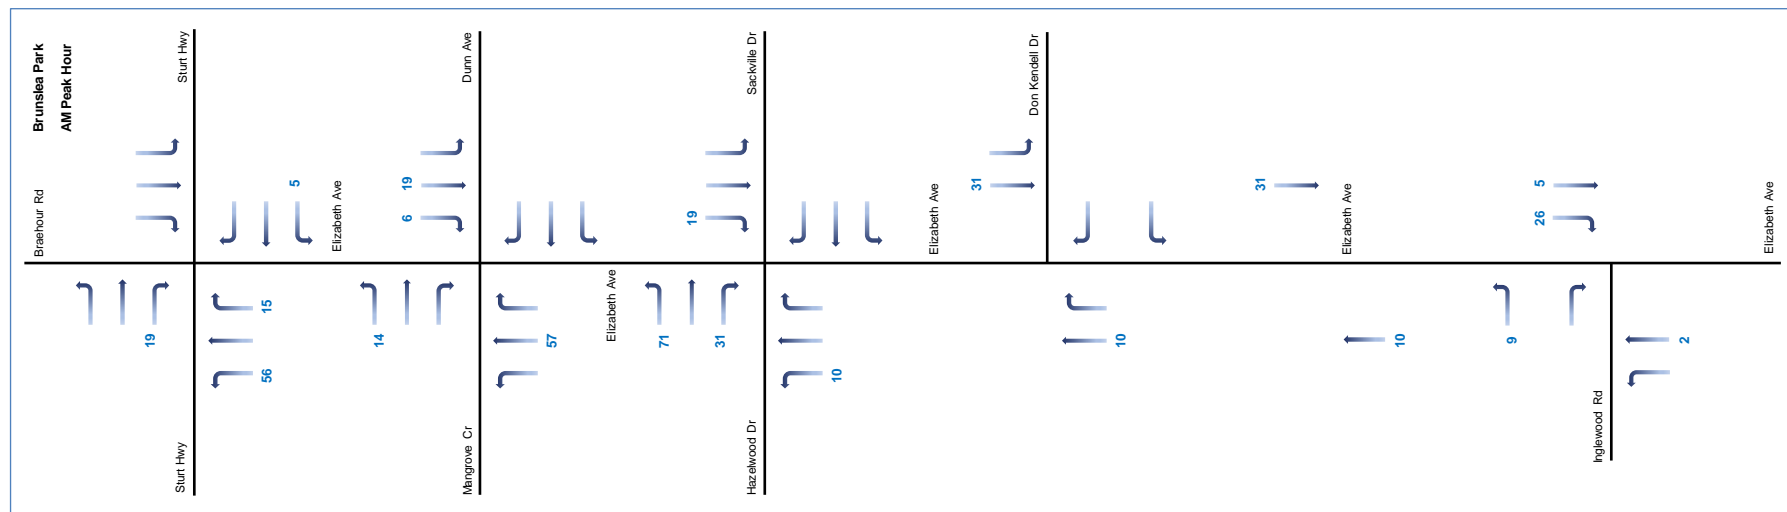 Brunslea Park
AM Peak Hour
Braehour Rd
Sturt Hwy
Sturt Hwy
19
5
15
56
Elizabeth Ave
Dunn Ave
Mangrove Cr
19
6
14
57
Elizabeth Ave
Sackville Dr
Hazelwood Dr
19
71
31
10
Elizabeth Ave
Don Kendell Dr
31
10
31
10
Elizabeth Ave
5
26
9
2
Inglewood Rd
Elizabeth Ave